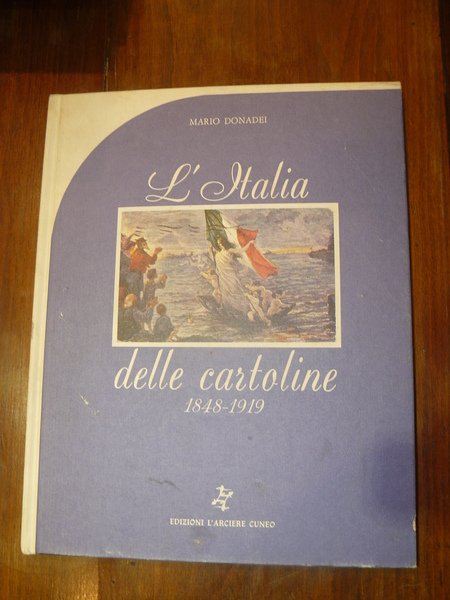 MARIO DONADEI
L'Italia
delle cartoline
1848-1919
EDIZIONI L'ARCIERE CUNEO